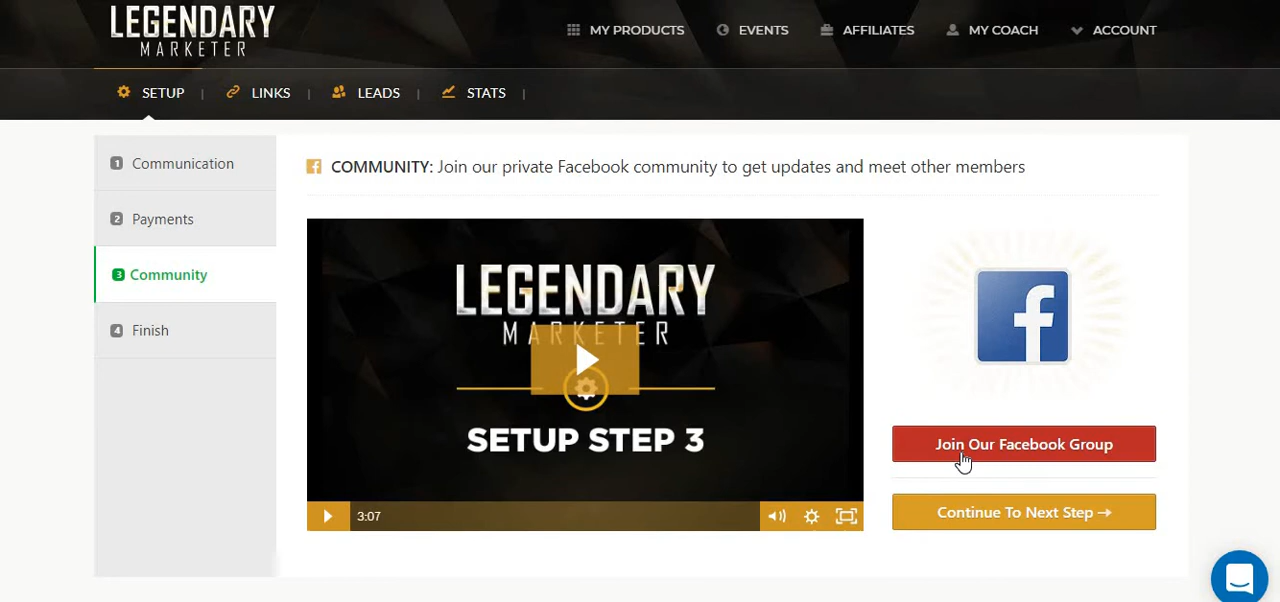 LEGENDARY
MARKETER
MY PRODUCTS
EVENTS
AFFILIATES
MY COACH
ACCOUNT
SETUP | LINKS | LEADS | STATS |
1 Communication
2 Payments
3 Community
4 Finish
COMMUNITY: Join our private Facebook community to get updates and meet other members
LEGENDARY
MARKETER
SETUP STEP 3
3:07
f
Join Our Facebook Group
Continue To Next Step →